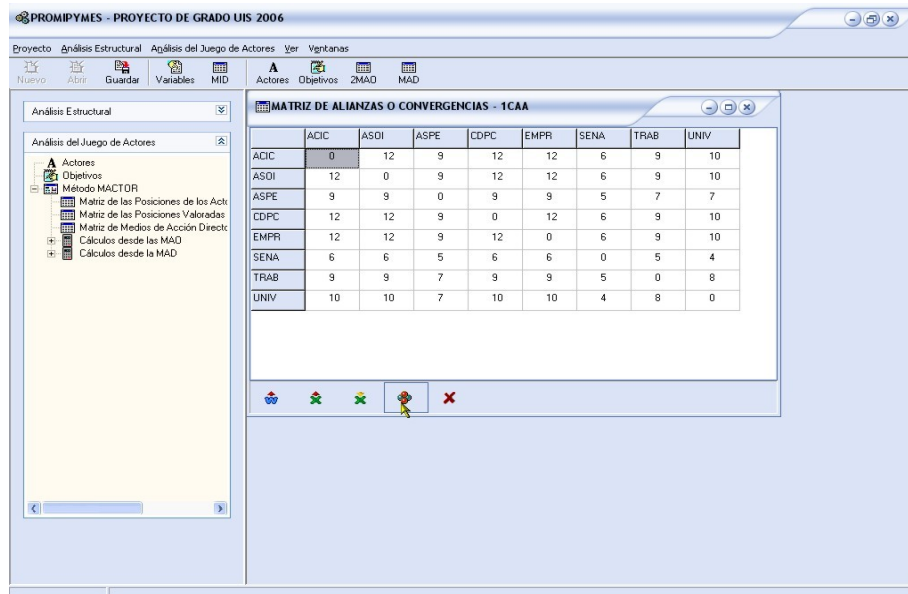 PROMIPYMES - PROYECTO DE GRADO UIS 2006
Proyecto Análisis Estructural Análisis del Juego de Actores Ver Ventanas
Nuevo Abrir Guardar Variables MID Actores Objetivos 2MAO MAD
Análisis Estructural
Análisis del Juego de Actores
A Actores
Objetivos
Método MACTOR
Matriz de las Posiciones de los Acto
Matriz de las Posiciones Valoradas
Matriz de Medios de Acción Directo
Cálculos desde las MAO
Cálculos desde la MAD
MATRIZ DE ALIANZAS O CONVERGENCIAS - 1CAA
ACIC ASOI ASPE CDPC EMPR SENA TRAB UNIV
ACIC 0 12 9 12 12 6 9 10
ASOI 12 0 9 12 12 6 9 10
ASPE 9 9 0 9 9 5 7 7
CDPC 12 12 9 0 12 6 9 10
EMPR 12 12 9 12 0 6 9 10
SENA 6 6 5 6 6 0 5 4
TRAB 9 9 7 9 9 5 0 8
UNIV 10 10 7 10 10 4 8 0